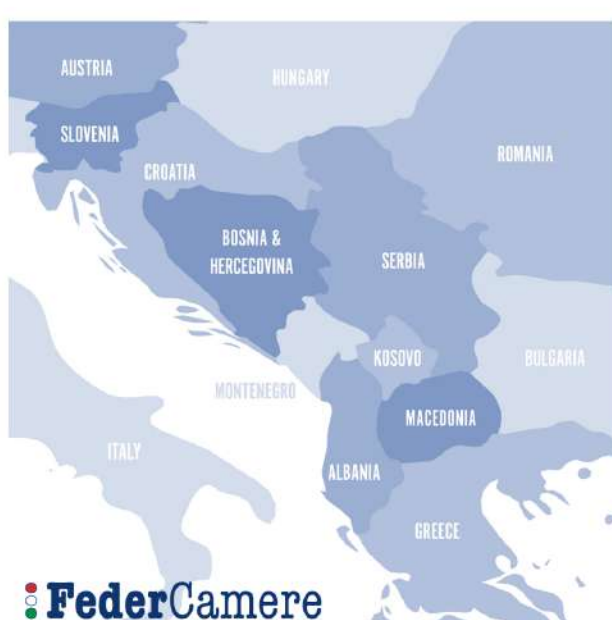 AUSTRIA
HUNGARY
SLOVENIA
CROATIA
ROMANIA
BOSNIA &
HERCEGOVINA
SERBIA
KOSOVO
BULGARIA
MONTENEGRO
MACEDONIA
ITALY
ALBANIA
GREECE
FederCamere